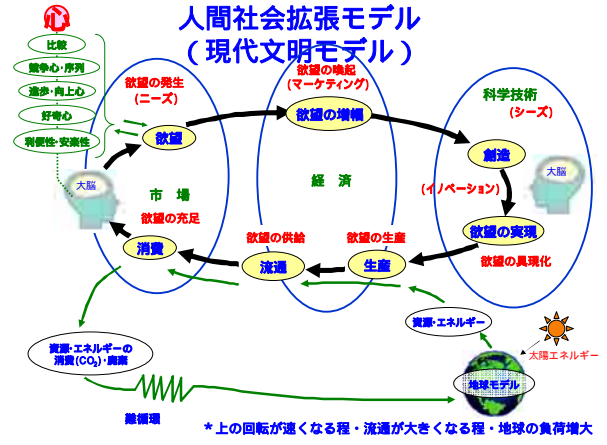 人間社会拡張モデル
（現代文明モデル）
心
比較
競争心・序列
進歩・向上心
好奇心
利便性・安楽性
欲望の発生
(ニーズ)
欲望の喚起
(マーケティング)
科学技術
(シーズ)
欲望
欲望の増幅
創造
大脳
大脳
市 場
経 済
(イノベーション)
欲望の充足
欲望の供給
欲望の生産
欲望の実現
消費
流通
生産
欲望の具現化
資源・エネルギーの
消費(CO2)・廃棄
資源・エネルギー
太陽エネルギー
地球モデル
難循環
＊上の回転が速くなる程・流通が大きくなる程・地球の負荷増大